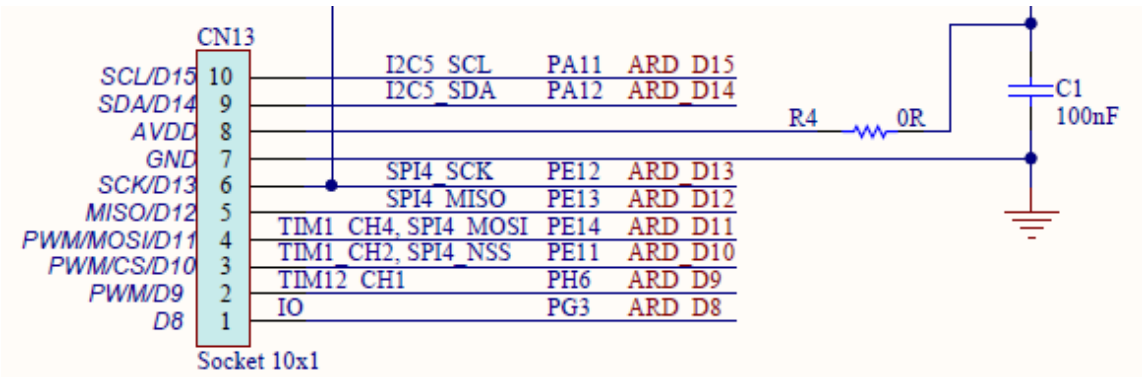 CN13
SCL/D15 10 I2C5_SCL PA11 ARD_D15
SDA/D14 9 I2C5_SDA PA12 ARD_D14
AVDD 8 R4 0R
C1
100nF
GND 7
SCK/D13 6 SPI4_SCK PE12 ARD_D13
MISO/D12 5 SPI4_MISO PE13 ARD_D12
PWM/MOSI/D11 4 TIM1_CH4, SPI4_MOSI PE14 ARD_D11
PWM/CS/D10 3 TIM1_CH2, SPI4_NSS PE11 ARD_D10
PWM/D9 2 TIM12_CH1 PH6 ARD_D9
D8 1 IO PG3 ARD_D8
Socket 10x1